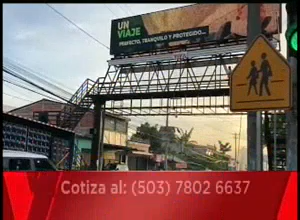 UN
VIAJE
PERFECTO, TRANQUILO Y PROTEGIDO...
Cotiza al: (503) 7802 6637